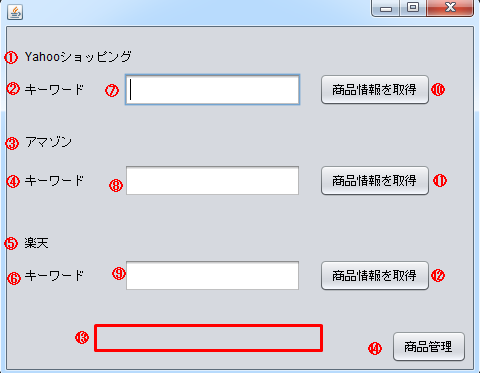 ① Yahooショッピング
② キーワード ⑦ 商品情報を取得 ⑩
③ アマゾン
④ キーワード ⑧ 商品情報を取得 ⑪
⑤ 楽天
⑥ キーワード ⑨ 商品情報を取得 ⑫
⑬
⑭ 商品管理